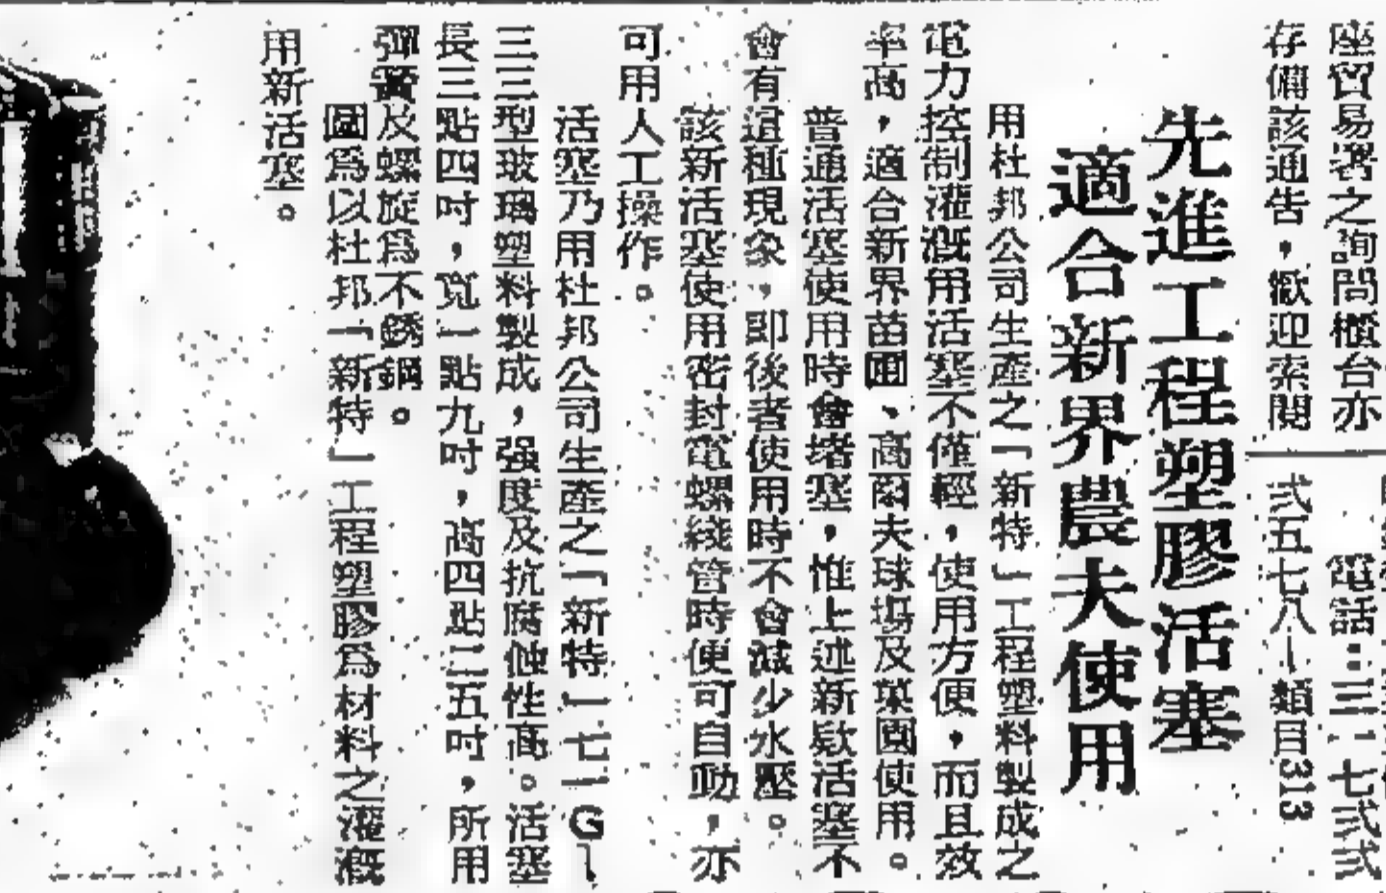 座貿易署之詢問櫃台亦
存備該通告，歡迎索閱
電話：三－七弍弍
弍五七八－類目313
先進工程塑膠活塞
適合新界農夫使用
用杜邦公司生產之「新特」工程塑料製成之
電力控制灌溉用活塞不僅輕，使用方便，而且效
率高，適合新界苗圃、高爾夫球場及菓園使用。
普通活塞使用時會堵塞，惟上述新欵活塞不
會有這種現象，即後者使用時不會減少水壓。
該新活塞使用密封電螺綫管時便可自動，亦
可用人工操作。
活塞乃用杜邦公司生產之「新特」七一G－
三三型玻璃塑料製成，强度及抗腐蝕性高。活塞
長三點四吋，寬一點九吋，高四點二五吋，所用
彈簧及螺旋爲不銹鋼。
圖爲以杜邦「新特」工程塑膠爲材料之灌溉
用新活塞。